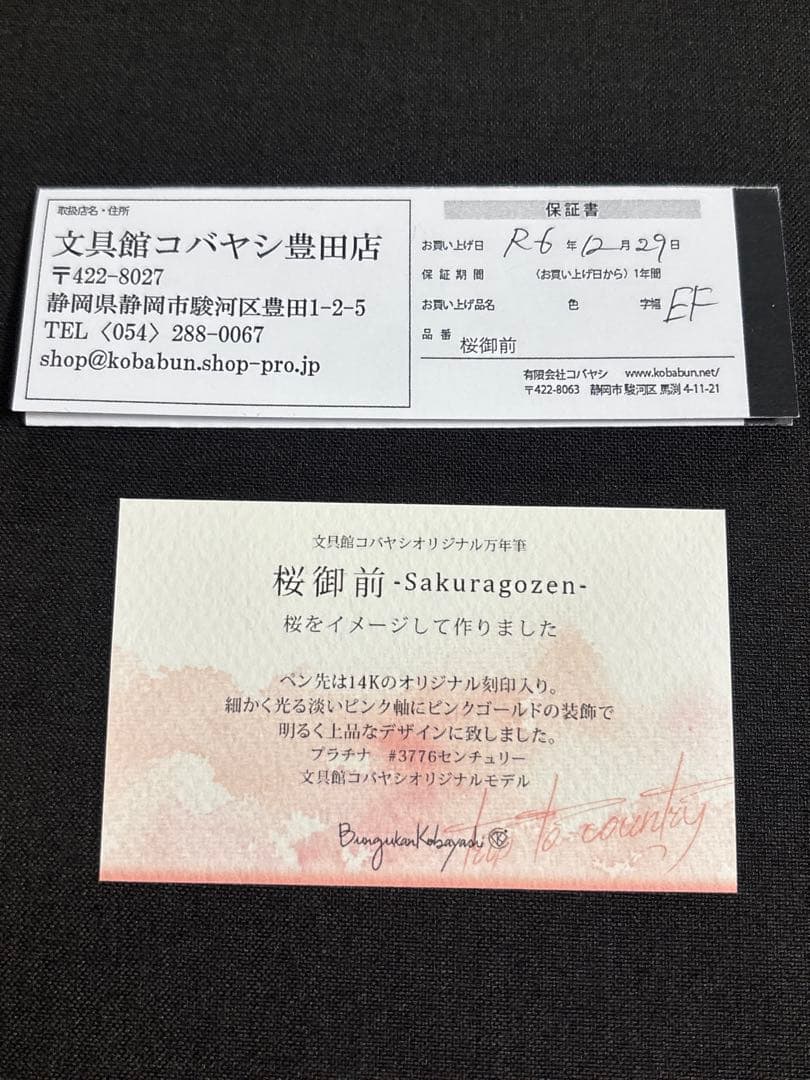 取扱店名・住所
文具館コバヤシ豊田店
〒422-8027
静岡県静岡市駿河区豊田1-2-5
TEL〈054〉288-0067
shop@kobabun.shop-pro.jp
保証書
お買い上げ日 R6年12月29日
保証期間 〈お買い上げ日から〉1年間
お買い上げ品名 色 字幅 EF
品番 桜御前
有限会社コバヤシ www.kobabun.net/
〒422-8063 静岡市駿河区馬渕4-11-21
文具館コバヤシオリジナル万年筆
桜御前-Sakuragozen-
桜をイメージして作りました
ペン先は14Kのオリジナル刻印入り。
細かく光る淡いピンク軸にピンクゴールドの装飾で
明るく上品なデザインに致しました。
プラチナ #3776センチュリー
文具館コバヤシオリジナルモデル
BungukanKobayashi K
trip to country